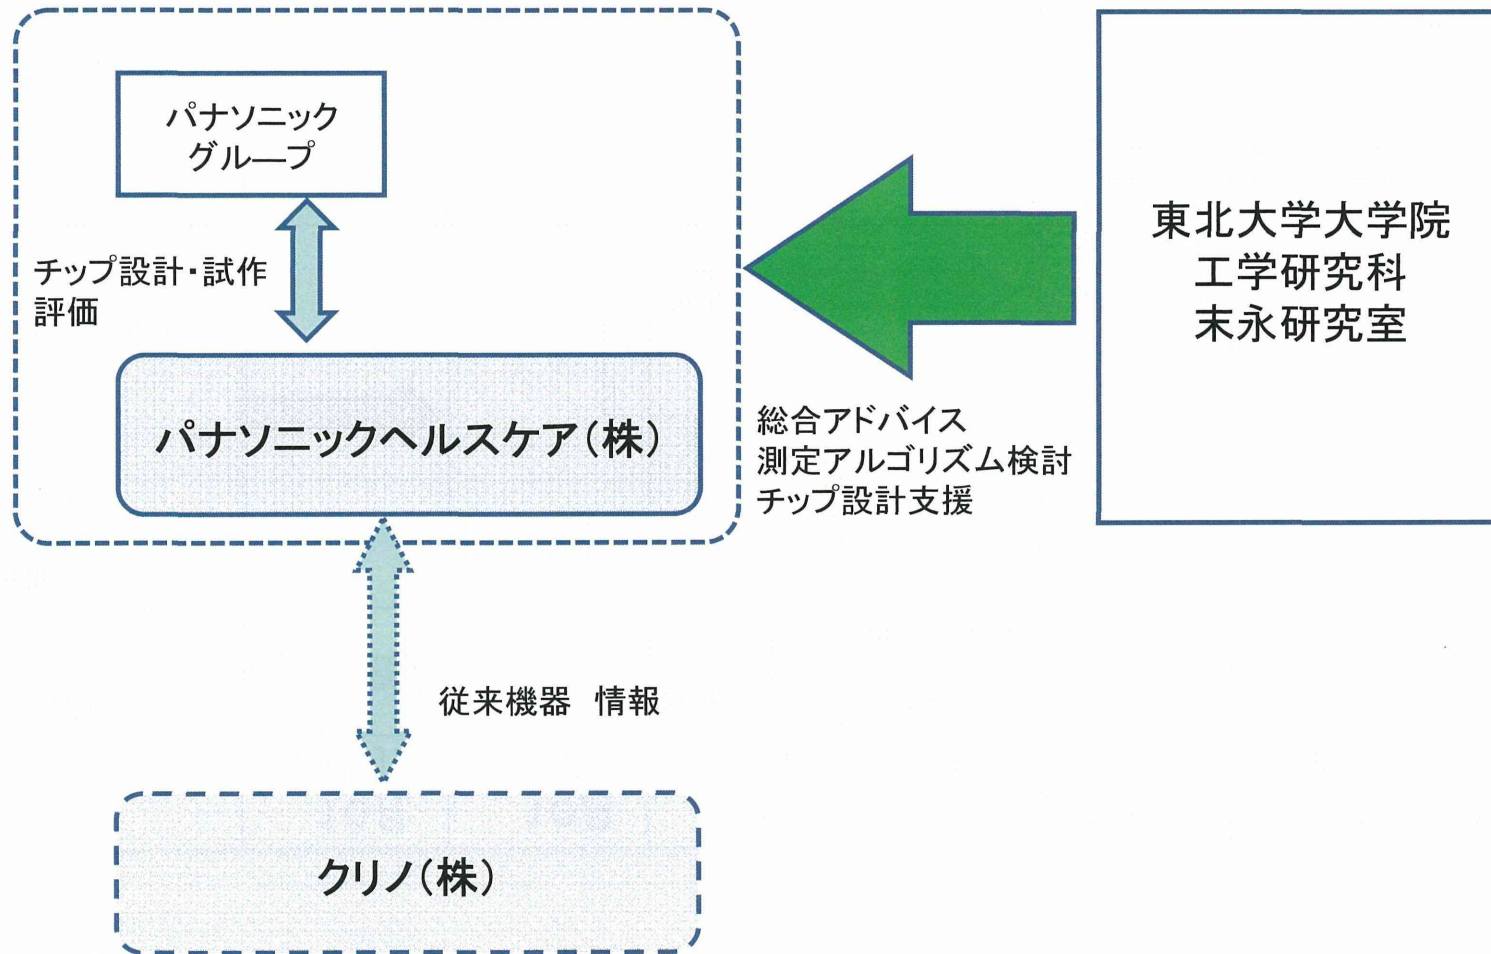 パナソニック
グループ
チップ設計・試作
評価
パナソニックヘルスケア(株)
東北大学大学院
工学研究科
末永研究室
総合アドバイス
測定アルゴリズム検討
チップ設計支援
従来機器 情報
クリノ(株)